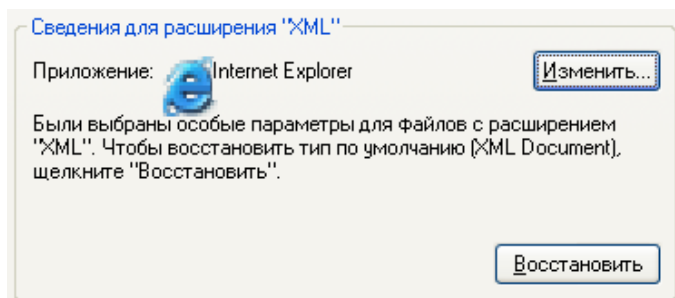 Сведения для расширения "XML"
Приложение: Internet Explorer Изменить...
Были выбраны особые параметры для файлов с расширением
"XML". Чтобы восстановить тип по умолчанию (XML Document),
щелкните "Восстановить".
Восстановить